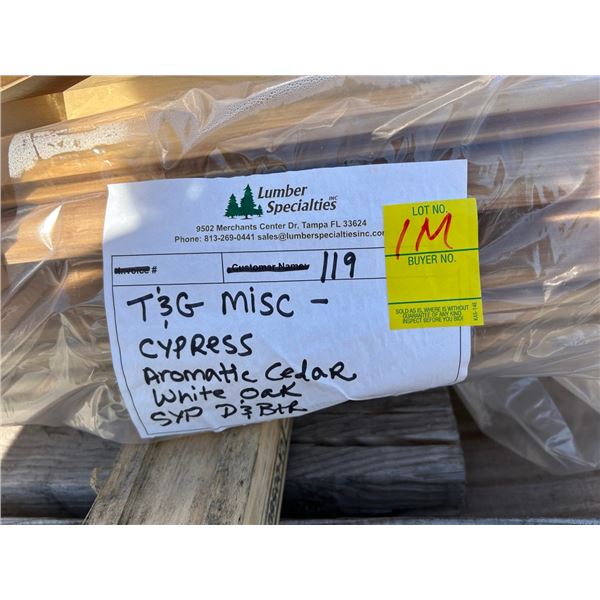 Lumber
Specialties INC
9502 Merchants Center Dr. Tampa FL 33624
Phone: 813-269-0441 sales@lumberspecialtiesinc.co
Invoice #
Customer Name: 119
T&G Misc -
Cypress
Aromatic Cedar
White Oak
SYP D&Btr
LOT NO.
1M
BUYER NO.
SOLD AS IS, WHERE IS WITHOUT
GUARANTEE OF ANY KIND.
INSPECT BEFORE YOU BID!